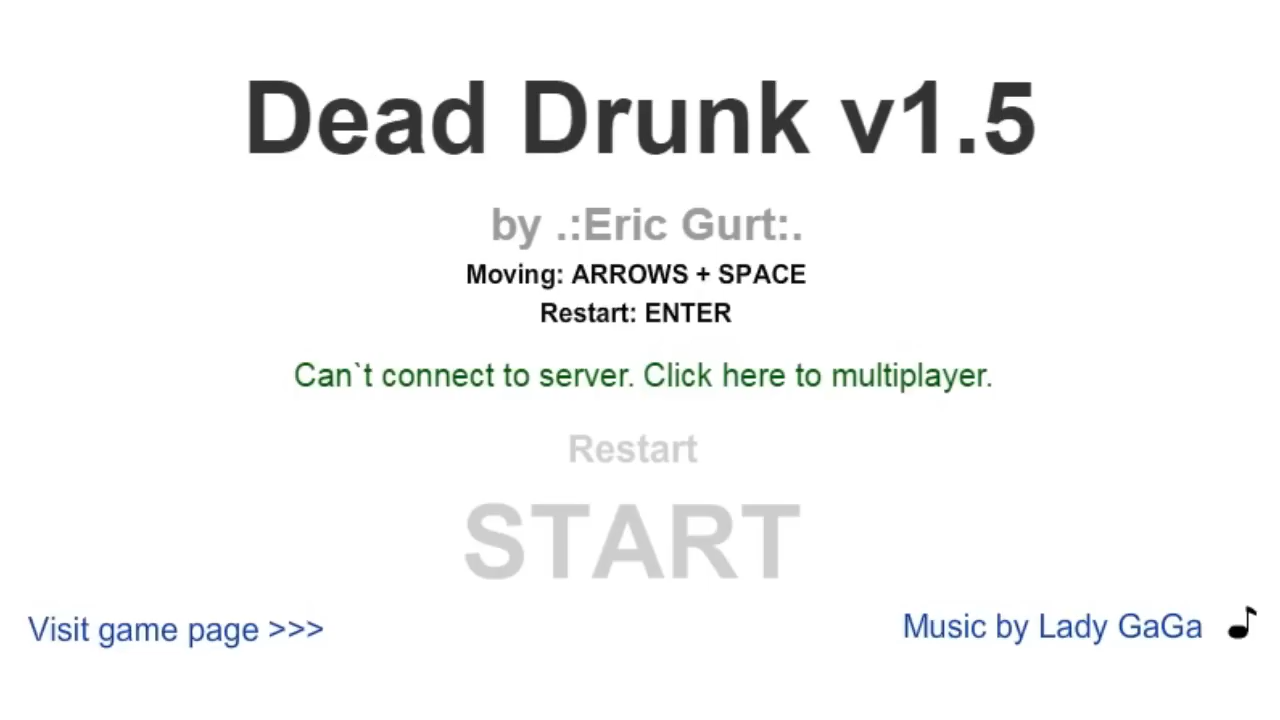 Dead Drunk v1.5
by .:Eric Gurt:.
Moving: ARROWS + SPACE
Restart: ENTER
Can`t connect to server. Click here to multiplayer.
Restart
START
Visit game page >>>
Music by Lady GaGa